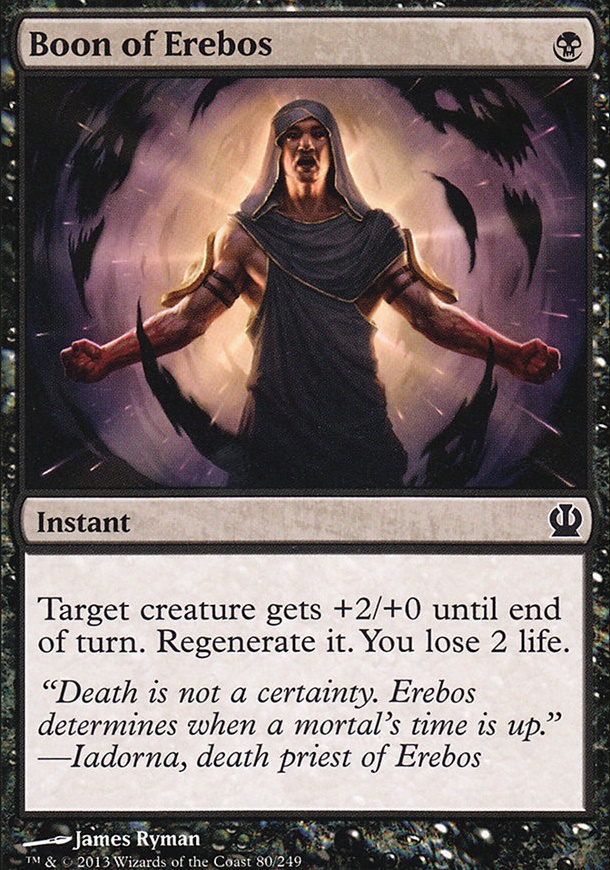 Boon of Erebos
Instant
Target creature gets +2/+0 until end
of turn. Regenerate it. You lose 2 life.
“Death is not a certainty. Erebos
determines when a mortal’s time is up.”
—Iadorna, death priest of Erebos
James Ryman
™ & © 2013 Wizards of the Coast 80/249